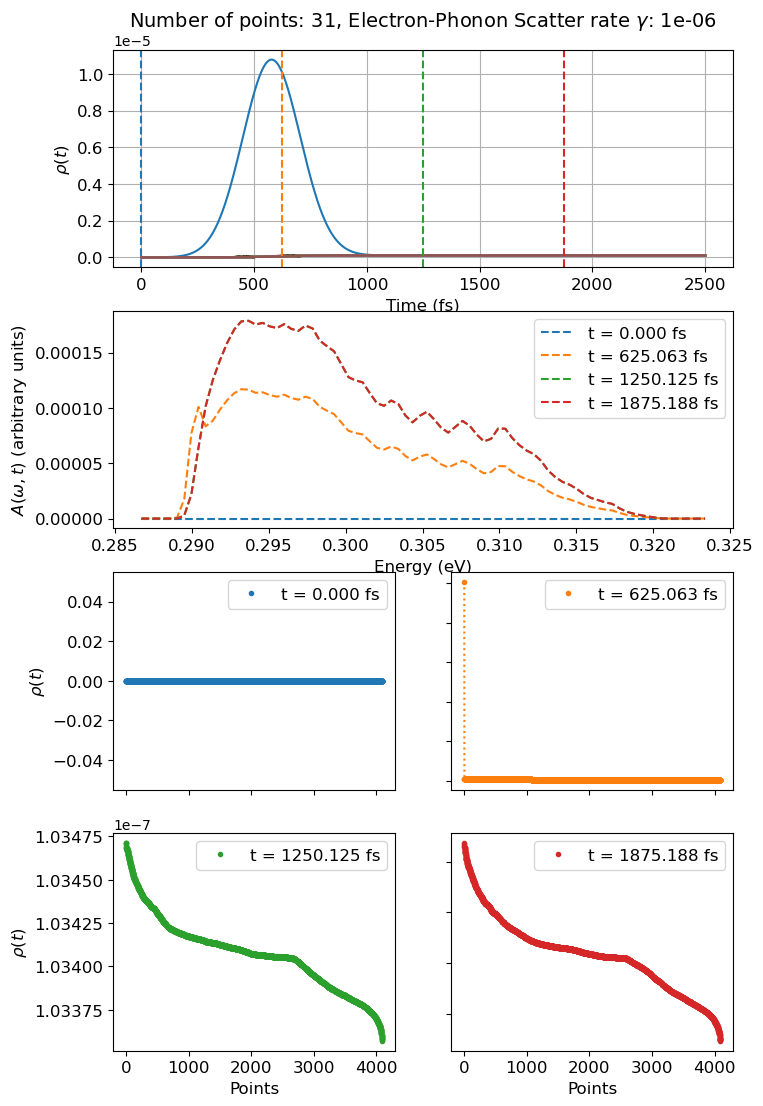 Number of points: 31, Electron-Phonon Scatter rate γ: 1e-06
1e-5
1.0
0.8
0.6
0.4
0.2
0.0
ρ(t)
0 500 1000 1500 2000 2500
Time (fs)
A(ω, t) (arbitrary units)
0.00015
0.00010
0.00005
0.00000
t = 0.000 fs
t = 625.063 fs
t = 1250.125 fs
t = 1875.188 fs
0.285 0.290 0.295 0.300 0.305 0.310 0.315 0.320 0.325
Energy (eV)
ρ(t)
0.04
0.02
0.00
−0.02
−0.04
t = 0.000 fs
t = 625.063 fs
1e-7
ρ(t)
1.03475
1.03450
1.03425
1.03400
1.03375
t = 1250.125 fs
0 1000 2000 3000 4000
Points
t = 1875.188 fs
0 1000 2000 3000 4000
Points